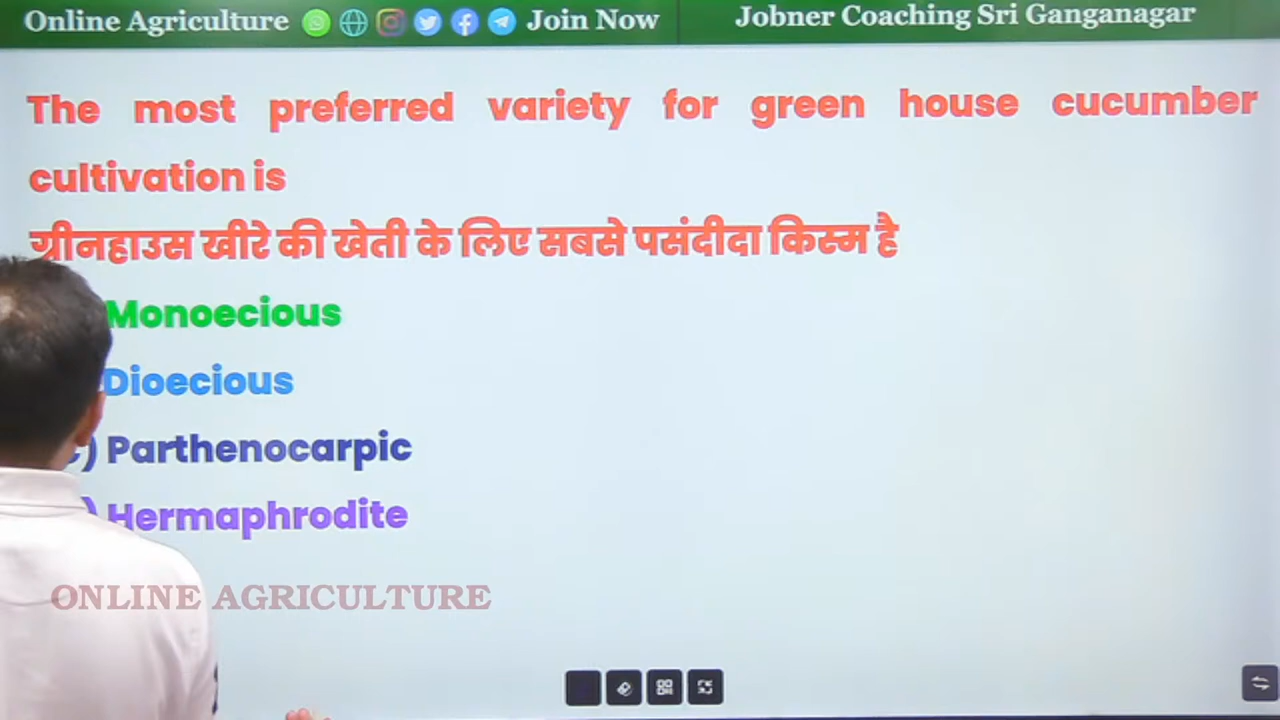 Online Agriculture Join Now Jobner Coaching Sri Ganganagar
The most preferred variety for green house cucumber
cultivation is
ग्रीनहाउस खीरे की खेती के लिए सबसे पसंदीदा किस्म है
Monoecious
Dioecious
) Parthenocarpic
) Hermaphrodite
ONLINE AGRICULTURE